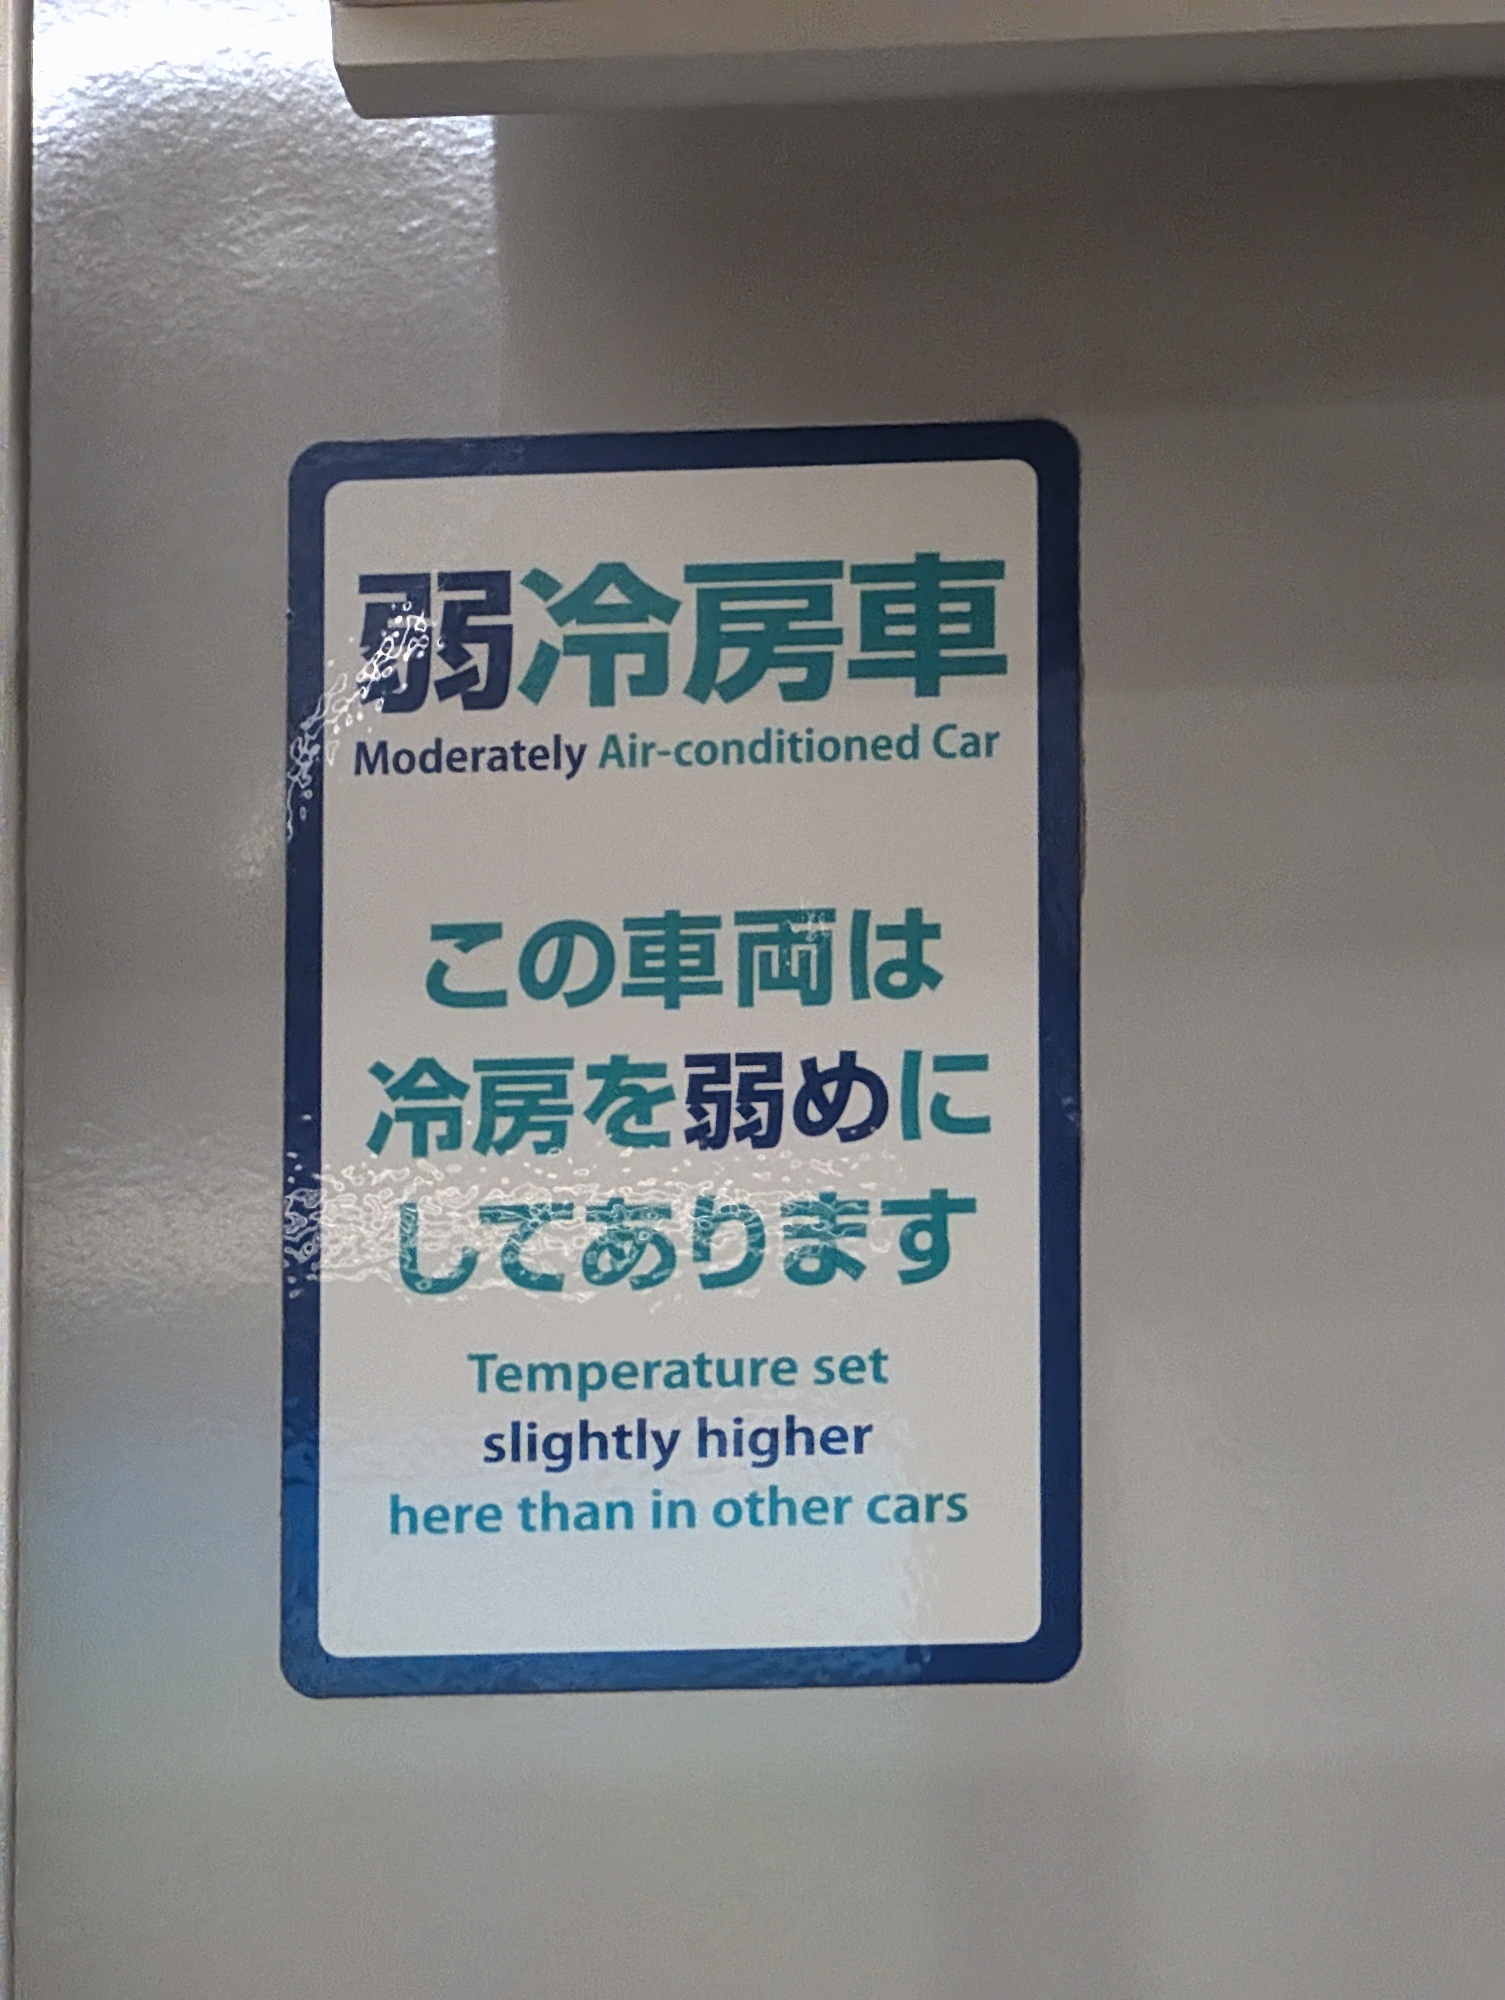 弱冷房車
Moderately Air-conditioned Car
この車両は
冷房を弱めに
してあります
Temperature set
slightly higher
here than in other cars